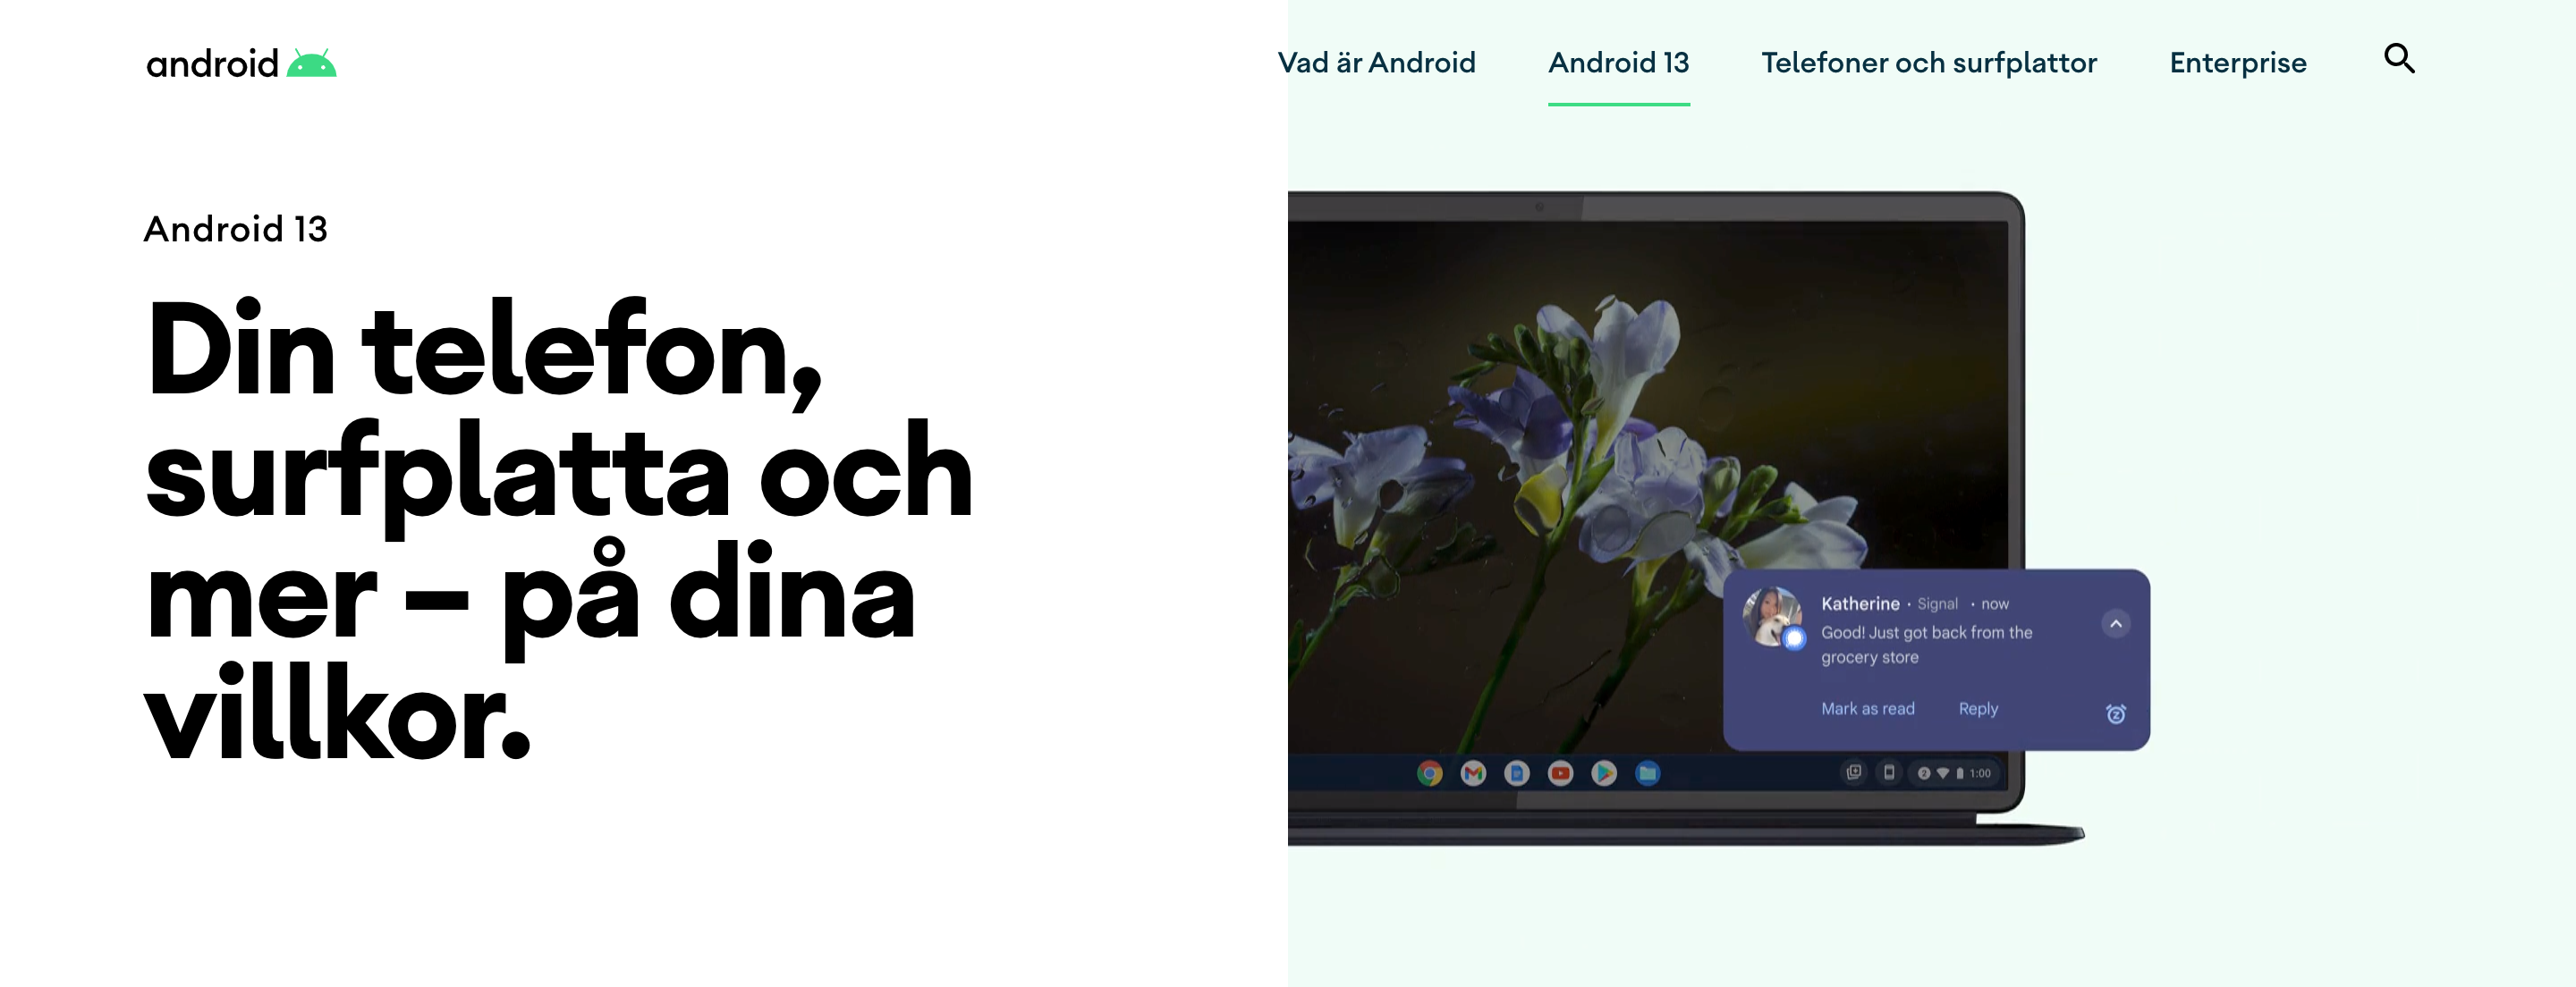 android
Vad är Android
Android 13
Telefoner och surfplattor
Enterprise
Android 13
Din telefon,
surfplatta och
mer – på dina
villkor.
Katherine · Signal · now
Good! Just got back from the
grocery store
Mark as read
Reply
2
1:00